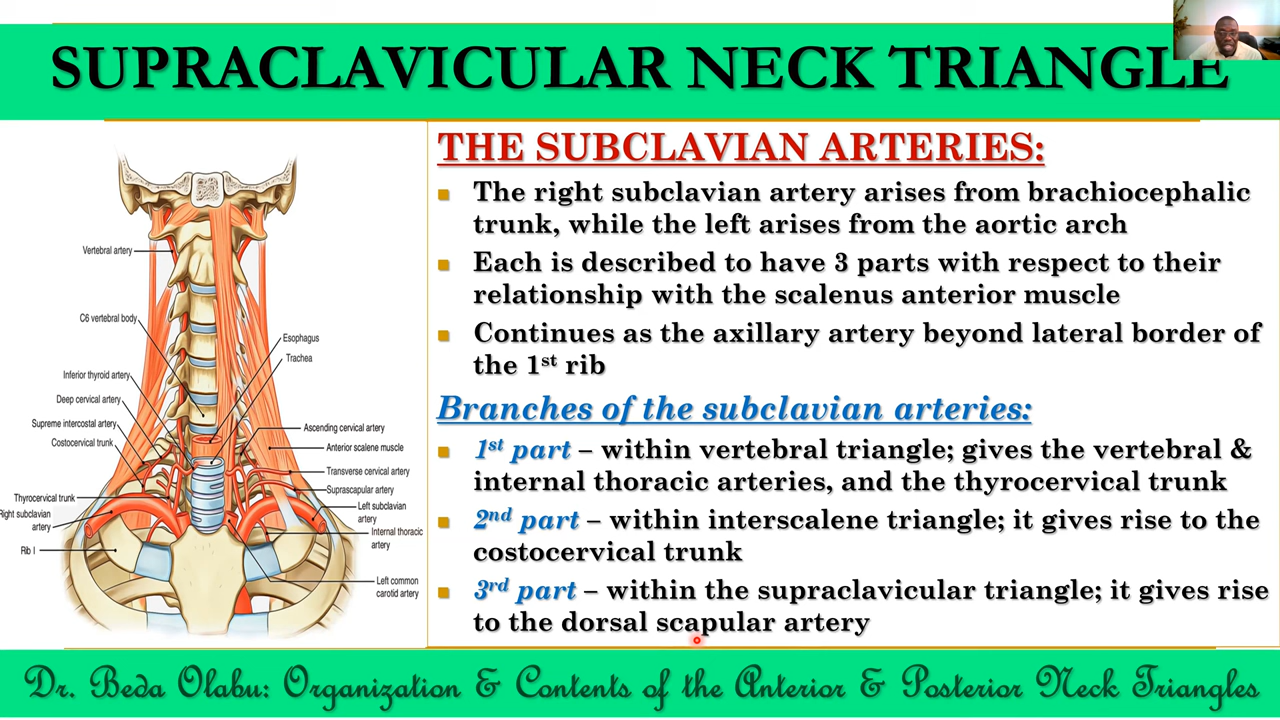 SUPRACLAVICULAR NECK TRIANGLE
Vertebral artery
C6 vertebral body
Inferior thyroid artery
Deep cervical artery
Supreme intercostal artery
Costocervical trunk
Thyrocervical trunk
Right subclavian
artery
Rib I
Esophagus
Trachea
Ascending cervical artery
Anterior scalene muscle
Transverse cervical artery
Suprascapular artery
Left subclavian
artery
Internal thoracic
artery
Left common
carotid artery
THE SUBCLAVIAN ARTERIES:
The right subclavian artery arises from brachiocephalic
trunk, while the left arises from the aortic arch
Each is described to have 3 parts with respect to their
relationship with the scalenus anterior muscle
Continues as the axillary artery beyond lateral border of
the 1st rib
Branches of the subclavian arteries:
1st part – within vertebral triangle; gives the vertebral &
internal thoracic arteries, and the thyrocervical trunk
2nd part – within interscalene triangle; it gives rise to the
costocervical trunk
3rd part – within the supraclavicular triangle; it gives rise
to the dorsal scapular artery
Dr. Beda Olabu: Organization & Contents of the Anterior & Posterior Neck Triangles